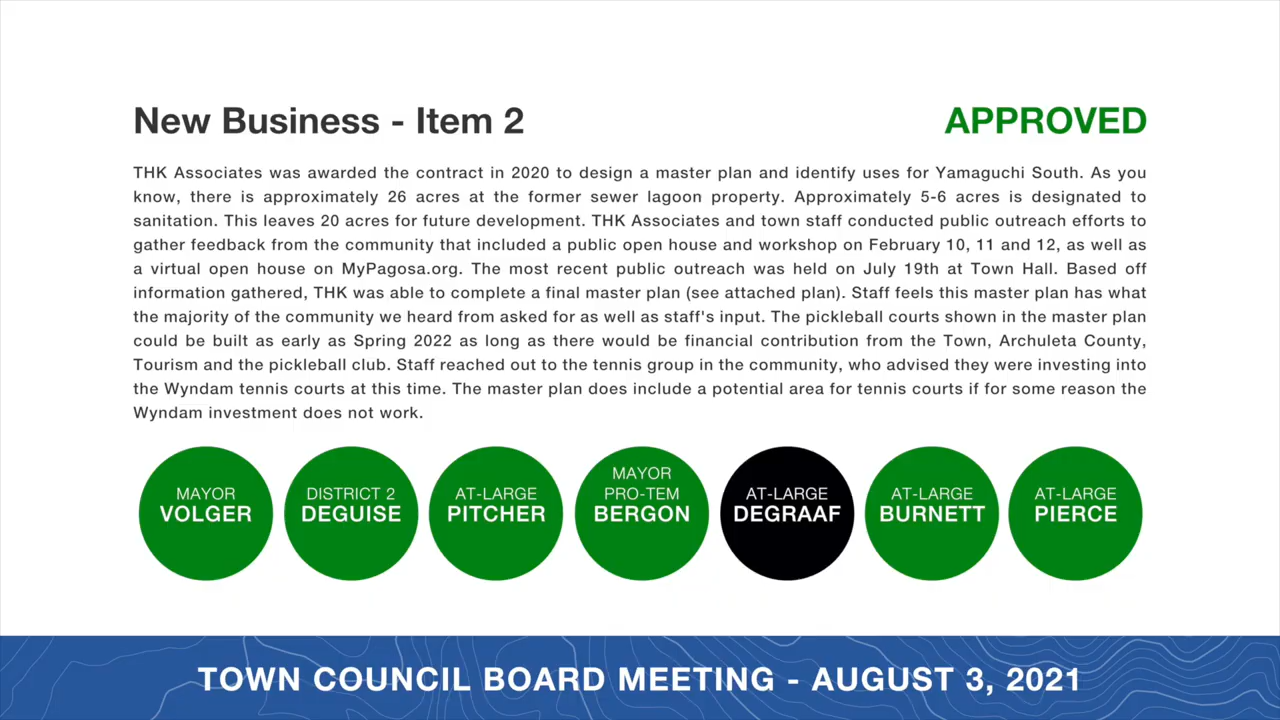 New Business - Item 2
APPROVED
THK Associates was awarded the contract in 2020 to design a master plan and identify uses for Yamaguchi South. As you
know, there is approximately 26 acres at the former sewer lagoon property. Approximately 5-6 acres is designated to
sanitation. This leaves 20 acres for future development. THK Associates and town staff conducted public outreach efforts to
gather feedback from the community that included a public open house and workshop on February 10, 11 and 12, as well as
a virtual open house on MyPagosa.org. The most recent public outreach was held on July 19th at Town Hall. Based off
information gathered, THK was able to complete a final master plan (see attached plan). Staff feels this master plan has what
the majority of the community we heard from asked for as well as staff's input. The pickleball courts shown in the master plan
could be built as early as Spring 2022 as long as there would be financial contribution from the Town, Archuleta County,
Tourism and the pickleball club. Staff reached out to the tennis group in the community, who advised they were investing into
the Wyndam tennis courts at this time. The master plan does include a potential area for tennis courts if for some reason the
Wyndam investment does not work.
MAYOR
VOLGER
DISTRICT 2
DEGUISE
AT-LARGE
PITCHER
MAYOR
PRO-TEM
BERGON
AT-LARGE
DEGRAAF
AT-LARGE
BURNETT
AT-LARGE
PIERCE
TOWN COUNCIL BOARD MEETING - AUGUST 3, 2021